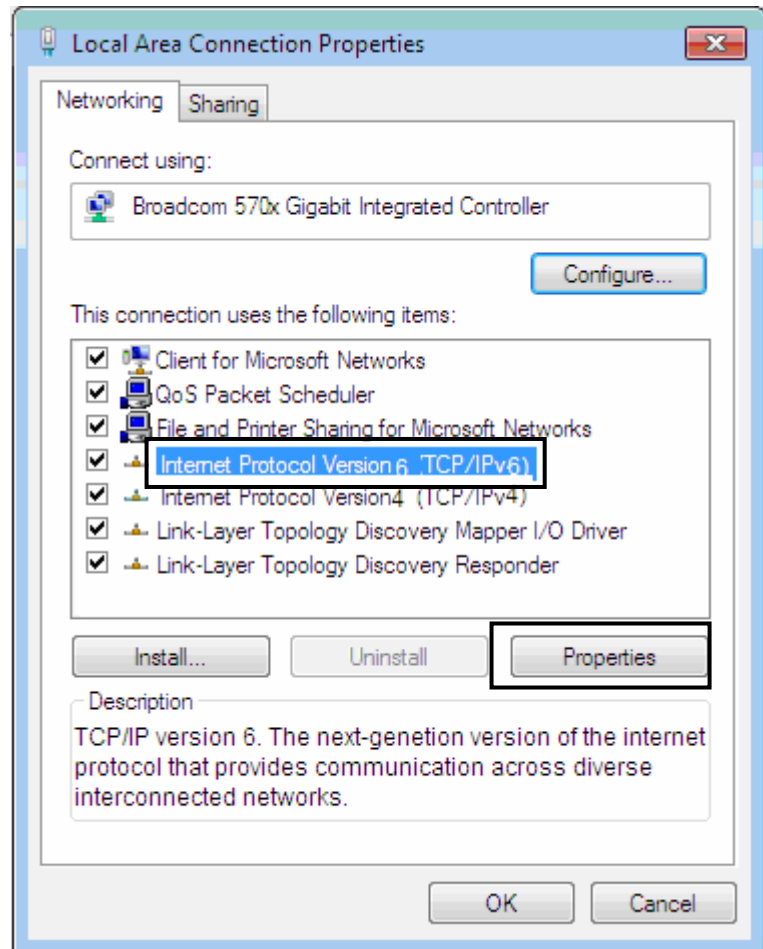 Local Area Connection Properties
Networking
Sharing
Connect using:
Broadcom 570x Gigabit Integrated Controller
Configure...
This connection uses the following items:
Client for Microsoft Networks
QoS Packet Scheduler
File and Printer Sharing for Microsoft Networks
Internet Protocol Version 6 (TCP/IPv6)
Internet Protocol Version4 (TCP/IPv4)
Link-Layer Topology Discovery Mapper I/O Driver
Link-Layer Topology Discovery Responder
Install...
Uninstall
Properties
Description
TCP/IP version 6. The next-genetion version of the internet
protocol that provides communication across diverse
interconnected networks.
OK
Cancel